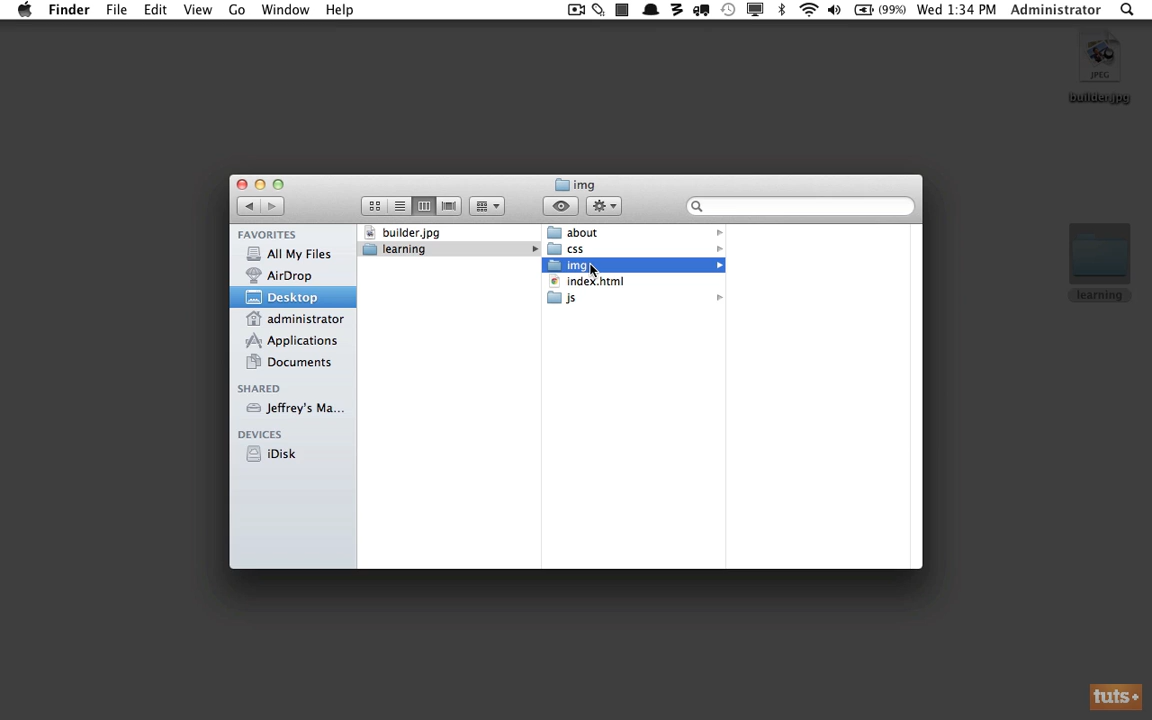 Finder File Edit View Go Window Help (99%) Wed 1:34 PM Administrator
JPEG
builder.jpg
img
FAVORITES
All My Files
AirDrop
Desktop
administrator
Applications
Documents
SHARED
Jeffrey's Ma...
DEVICES
iDisk
builder.jpg
learning
about
css
img
index.html
js
learning
tuts+